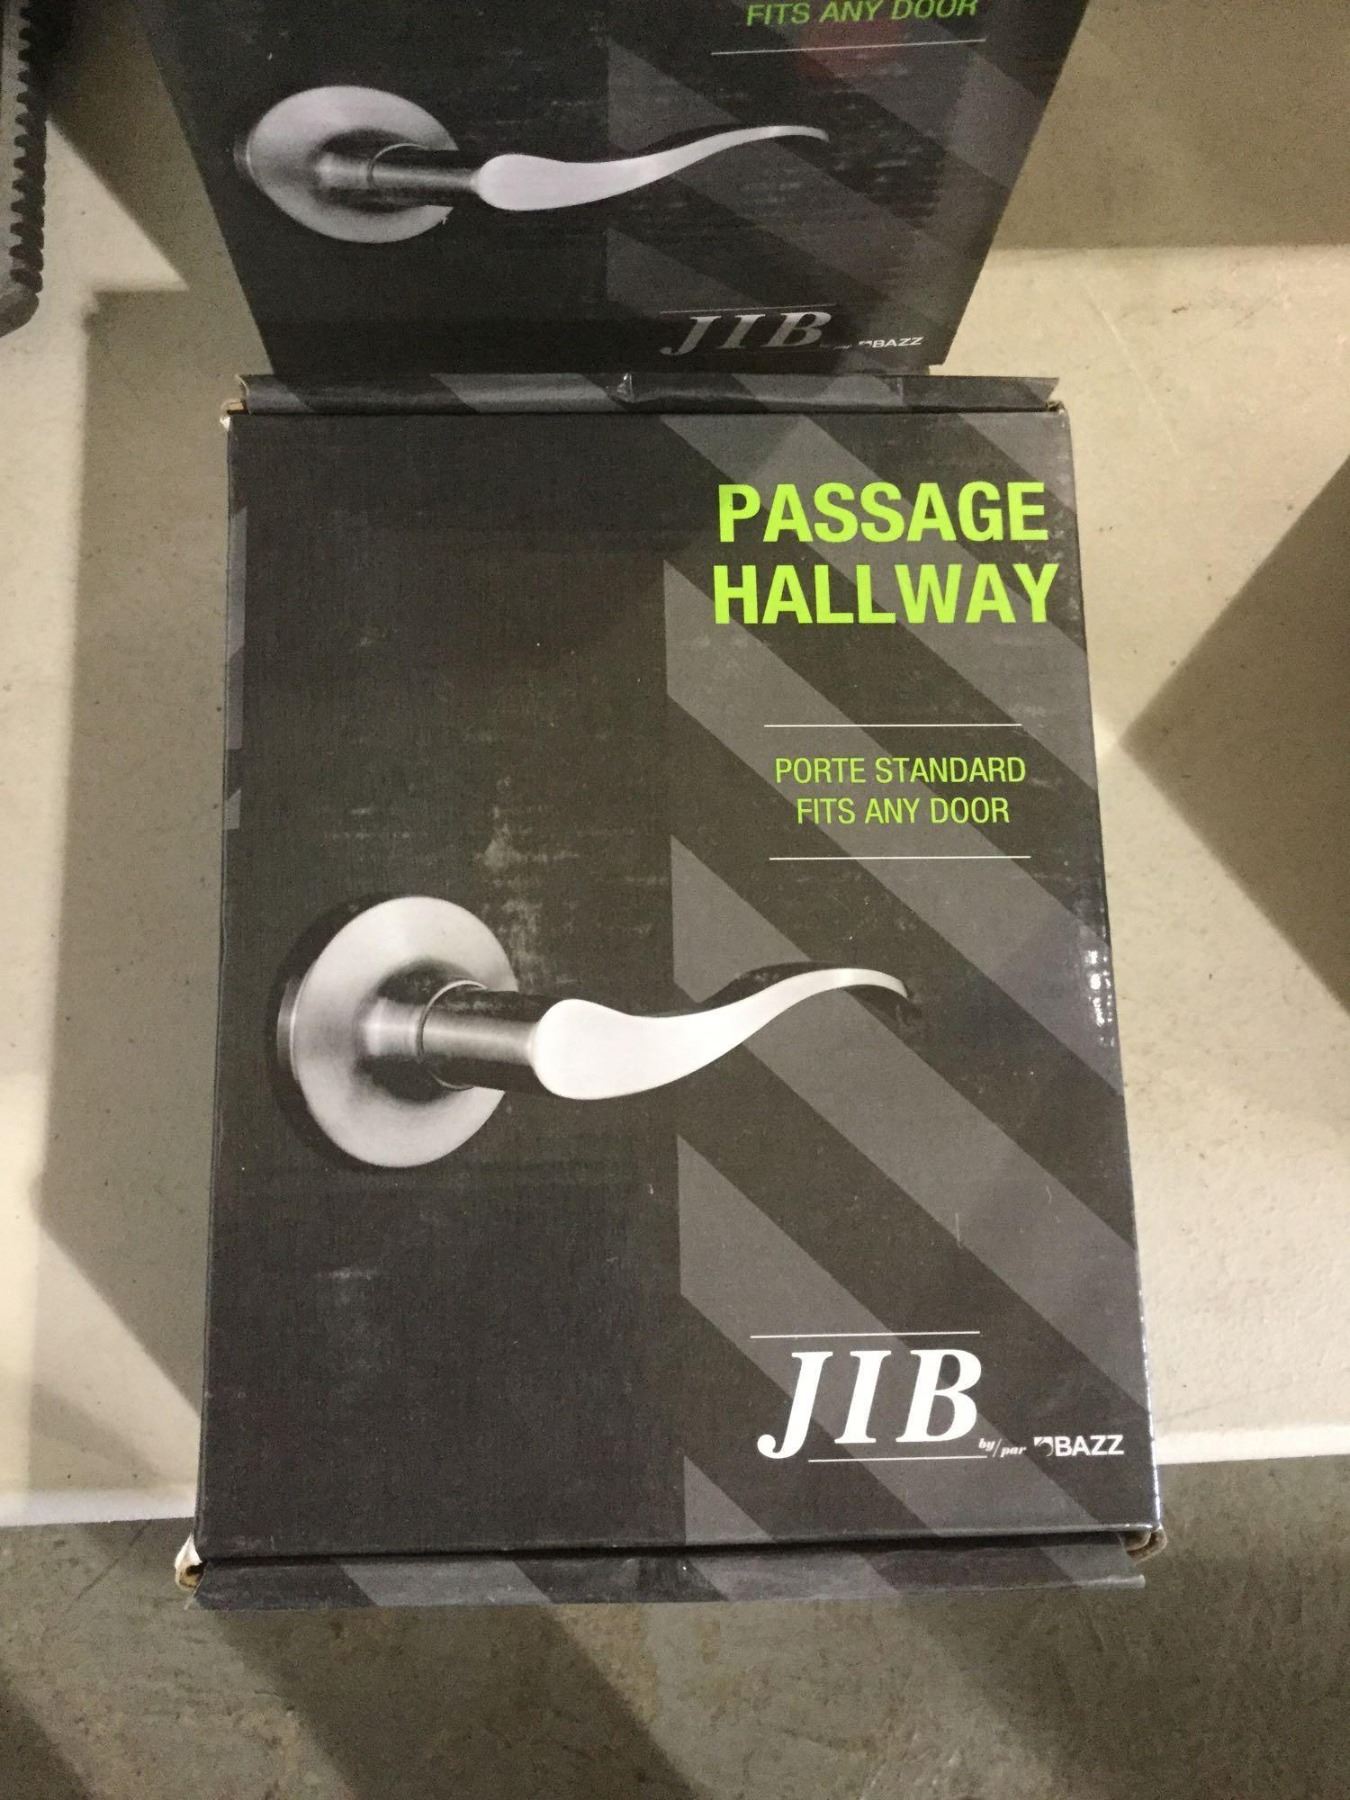 FITS ANY DOOR
JIB BAZZ
PASSAGE
HALLWAY
PORTE STANDARD
FITS ANY DOOR
JIB by/par BAZZ